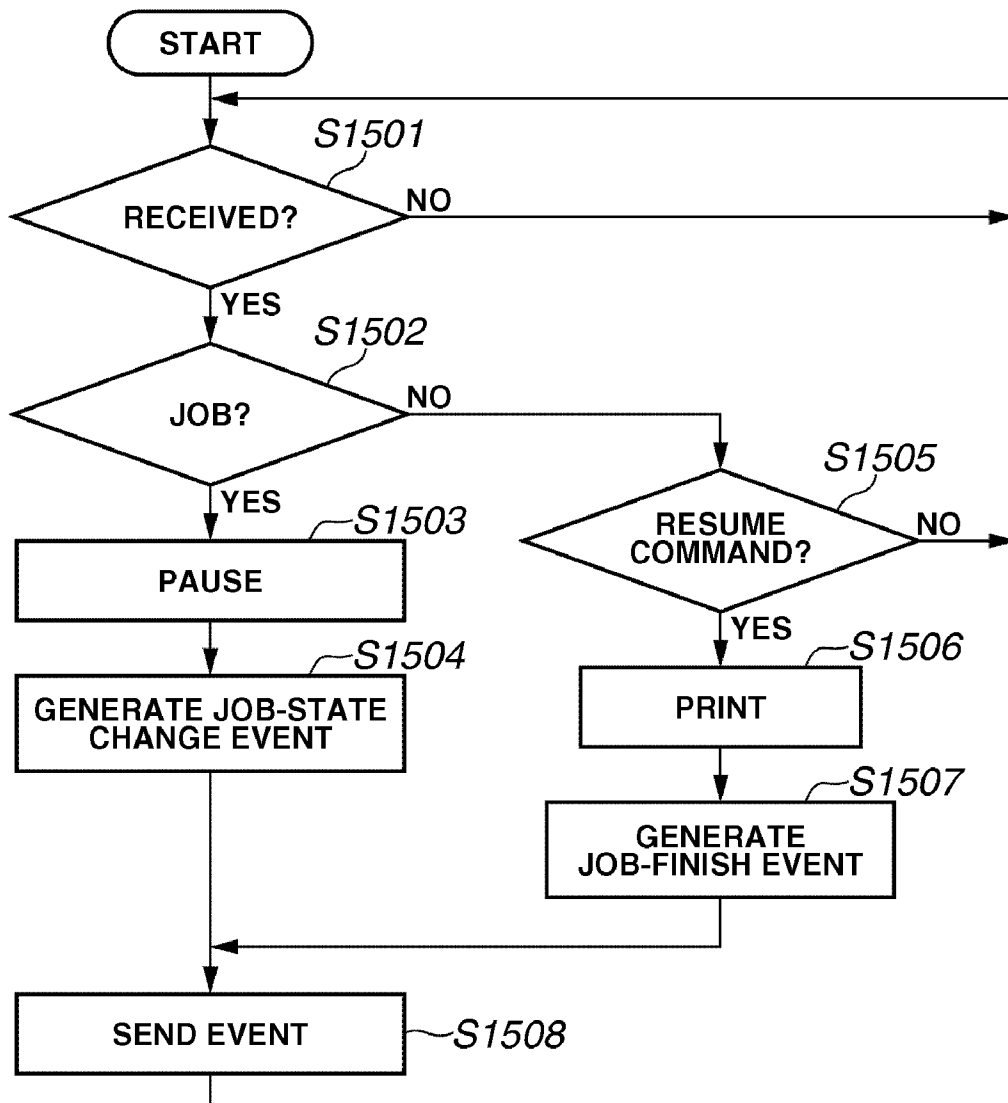 START
S1501
RECEIVED?
NO
YES
S1502
JOB?
NO
YES
S1503
PAUSE
S1504
GENERATE JOB-STATE
CHANGE EVENT
S1505
RESUME
COMMAND?
NO
YES
S1506
PRINT
S1507
GENERATE
JOB-FINISH EVENT
SEND EVENT
S1508